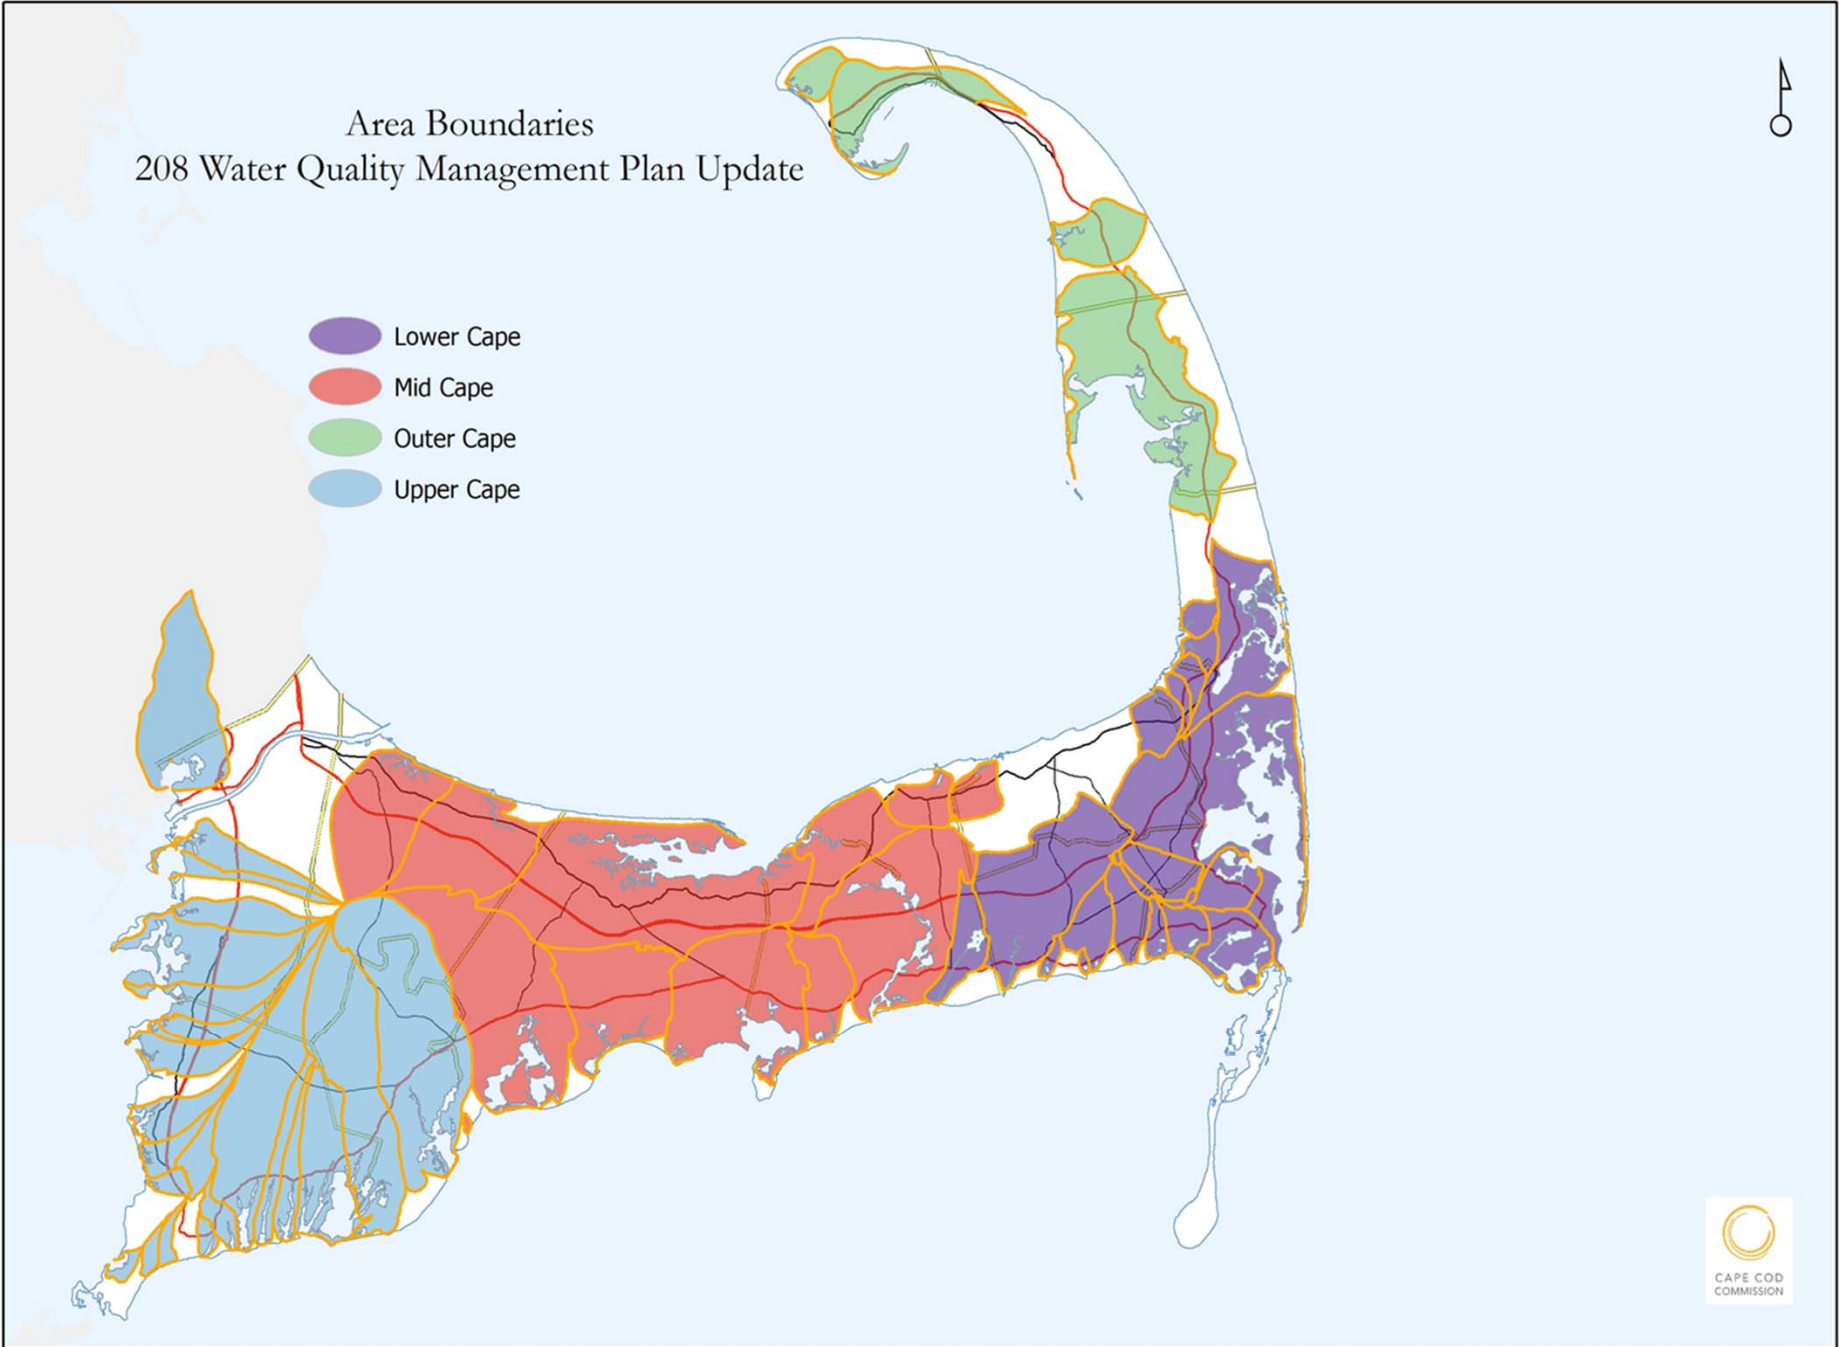 Area Boundaries
208 Water Quality Management Plan Update
Lower Cape
Mid Cape
Outer Cape
Upper Cape
CAPE COD
COMMISSION